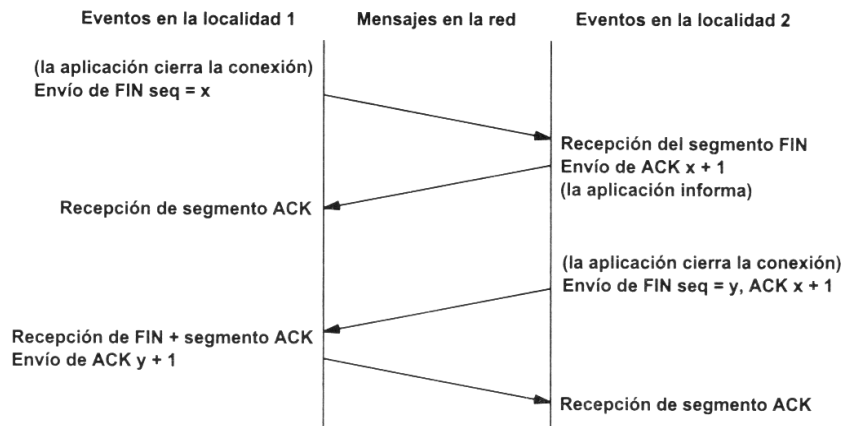 Eventos en la localidad 1
Mensajes en la red
Eventos en la localidad 2
(la aplicación cierra la conexión)
Envío de FIN seq = x
Recepción del segmento FIN
Envío de ACK x + 1
(la aplicación informa)
Recepción de segmento ACK
(la aplicación cierra la conexión)
Envío de FIN seq = y, ACK x + 1
Recepción de FIN + segmento ACK
Envío de ACK y + 1
Recepción de segmento ACK